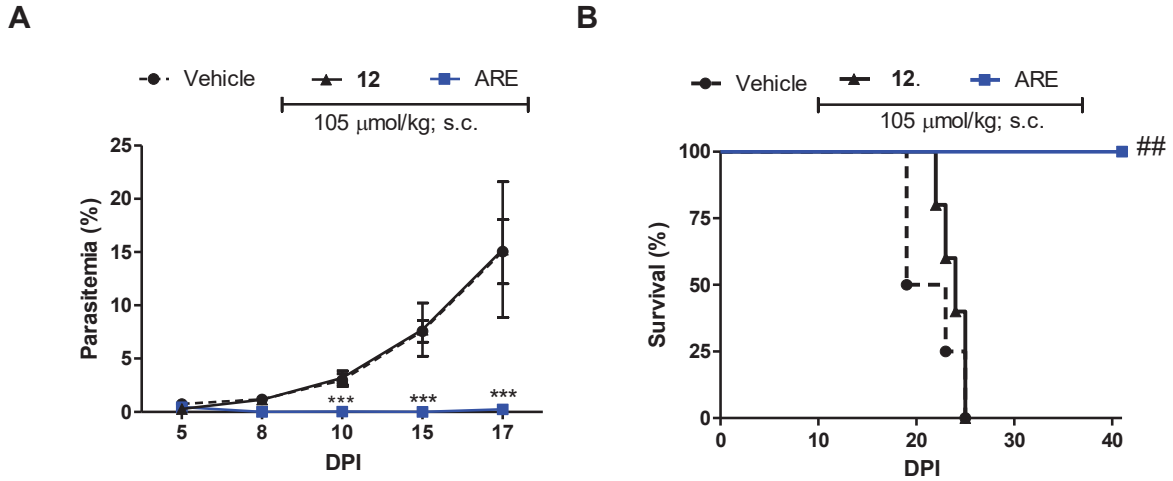 A
Vehicle 12 ARE
105 μmol/kg; s.c.
Parasitemia (%)
25
20
15
10
5
0
*** *** ***
5 8 10 15 17
DPI
B
Vehicle 12. ARE
105 μmol/kg; s.c.
Survival (%)
100
75
50
25
0
##
0 10 20 30 40
DPI